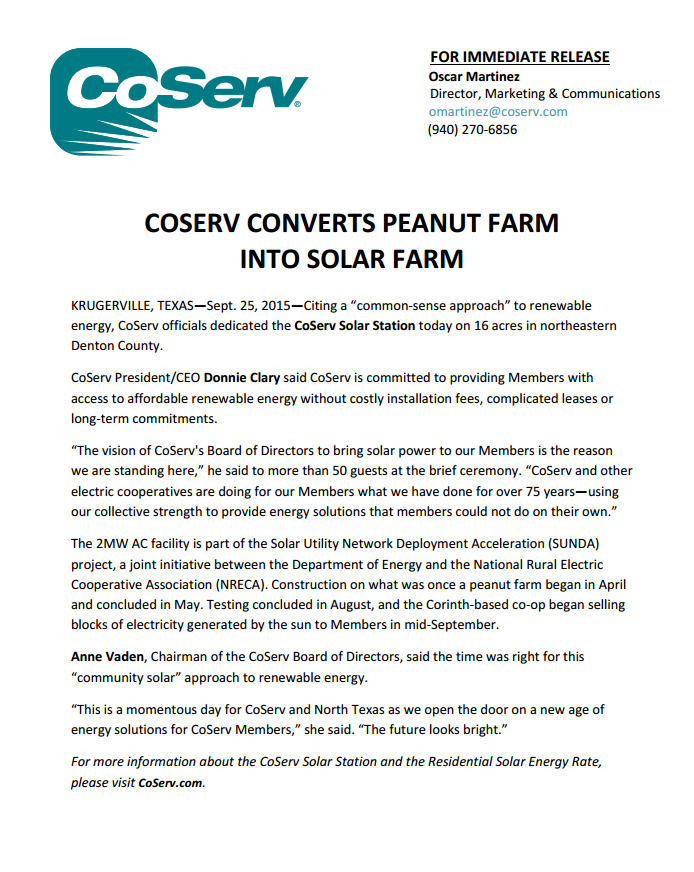 CoServ®
FOR IMMEDIATE RELEASE
Oscar Martinez
Director, Marketing & Communications
omartinez@coserv.com
(940) 270-6856
COSERV CONVERTS PEANUT FARM
INTO SOLAR FARM
KRUGERVILLE, TEXAS—Sept. 25, 2015—Citing a “common-sense approach” to renewable
energy, CoServ officials dedicated the CoServ Solar Station today on 16 acres in northeastern
Denton County.
CoServ President/CEO Donnie Clary said CoServ is committed to providing Members with
access to affordable renewable energy without costly installation fees, complicated leases or
long-term commitments.
“The vision of CoServ's Board of Directors to bring solar power to our Members is the reason
we are standing here,” he said to more than 50 guests at the brief ceremony. “CoServ and other
electric cooperatives are doing for our Members what we have done for over 75 years—using
our collective strength to provide energy solutions that members could not do on their own.”
The 2MW AC facility is part of the Solar Utility Network Deployment Acceleration (SUNDA)
project, a joint initiative between the Department of Energy and the National Rural Electric
Cooperative Association (NRECA). Construction on what was once a peanut farm began in April
and concluded in May. Testing concluded in August, and the Corinth-based co-op began selling
blocks of electricity generated by the sun to Members in mid-September.
Anne Vaden, Chairman of the CoServ Board of Directors, said the time was right for this
“community solar” approach to renewable energy.
“This is a momentous day for CoServ and North Texas as we open the door on a new age of
energy solutions for CoServ Members,” she said. “The future looks bright.”
For more information about the CoServ Solar Station and the Residential Solar Energy Rate,
please visit CoServ.com.